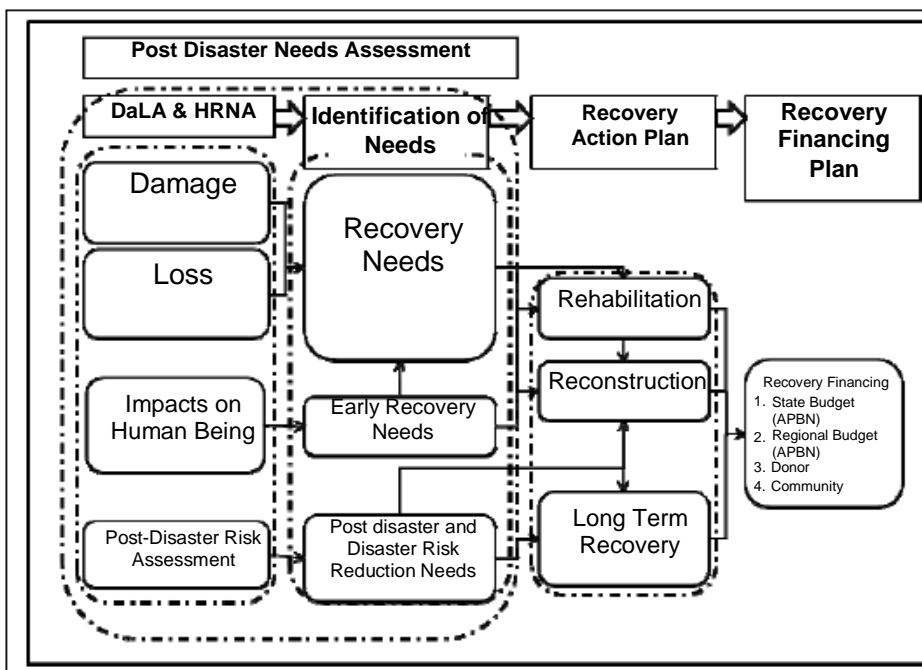 Post Disaster Needs Assessment
DaLA & HRNA
Identification of
Needs
Recovery
Action Plan
Recovery
Financing
Plan
Damage
Loss
Impacts on
Human Being
Post-Disaster Risk
Assessment
Recovery
Needs
Early Recovery
Needs
Post disaster and
Disaster Risk
Reduction Needs
Rehabilitation
Reconstruction
Long Term
Recovery
Recovery Financing
1. State Budget
(APBN)
2. Regional Budget
(APBN)
3. Donor
4. Community